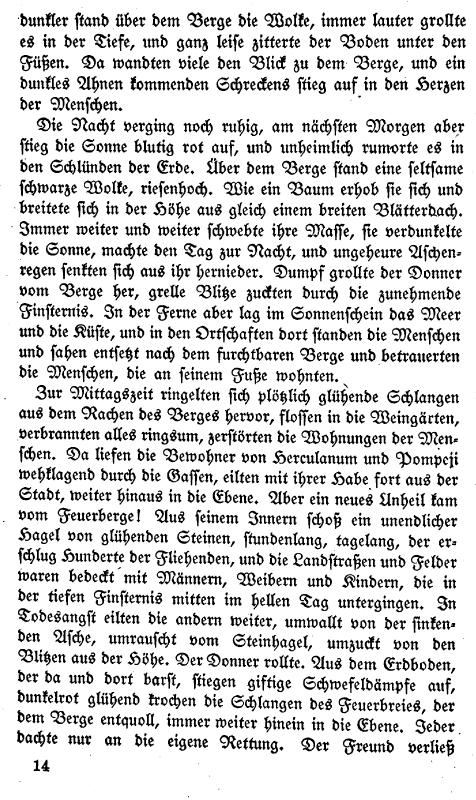 dunkler stand über dem Berge die Wolke, immer lauter grollte
es in der Tiefe, und ganz leise zitterte der Boden unter den
Füßen. Da wandten viele den Blick zu dem Berge, und ein
dunkles Ahnen kommenden Schreckens stieg auf in den Herzen
der Menschen.
Die Nacht verging noch ruhig, am nächsten Morgen aber
stieg die Sonne blutig rot auf, und unheimlich rumorte es in
den Schlünden der Erde. Über dem Berge stand eine seltsame
schwarze Wolke, riesenhoch. Wie ein Baum erhob sie sich und
breitete sich in der Höhe aus gleich einem breiten Blätterdach.
Immer weiter und weiter schwebte ihre Masse, sie verdunkelte
die Sonne, machte den Tag zur Nacht, und ungeheure Aschen-
regen senkten sich aus ihr hernieder. Dumpf grollte der Donner
vom Berge her, grelle Blitze zuckten durch die zunehmende
Finsternis. In der Ferne aber lag im Sonnenschein das Meer
und die Küste, und in den Ortschaften dort standen die Menschen
und sahen entsetzt nach dem furchtbaren Berge und betrauerten
die Menschen, die an seinem Fuße wohnten.
Zur Mittagszeit ringelten sich plötzlich glühende Schlangen
aus dem Rachen des Berges hervor, flossen in die Weingärten,
verbrannten alles ringsum, zerstörten die Wohnungen der Men-
schen. Da liefen die Bewohner von Herculanum und Pompeji
wehklagend durch die Gassen, eilten mit ihrer Habe fort aus der
Stadt, weiter hinaus in die Ebene. Aber ein neues Unheil kam
vom Feuerberge! Aus seinem Innern schoß ein unendlicher
Hagel von glühenden Steinen, stundenlang, tagelang, der er-
schlug Hunderte der Fliehenden, und die Landstraßen und Felder
waren bedeckt mit Männern, Weibern und Kindern, die in
der tiefen Finsternis mitten im hellen Tag untergingen. In
Todesangst eilten die andern weiter, umwallt von der sinken-
den Asche, umrauscht vom Steinhagel, umzuckt von den
Blitzen aus der Höhe. Der Donner rollte. Aus dem Erdboden,
der da und dort barst, stiegen giftige Schwefeldämpfe auf,
dunkelrot glühend krochen die Schlangen des Feuerbreies, der
dem Berge entquoll, immer weiter hinein in die Ebene. Jeder
dachte nur an die eigene Rettung. Der Freund verließ
14